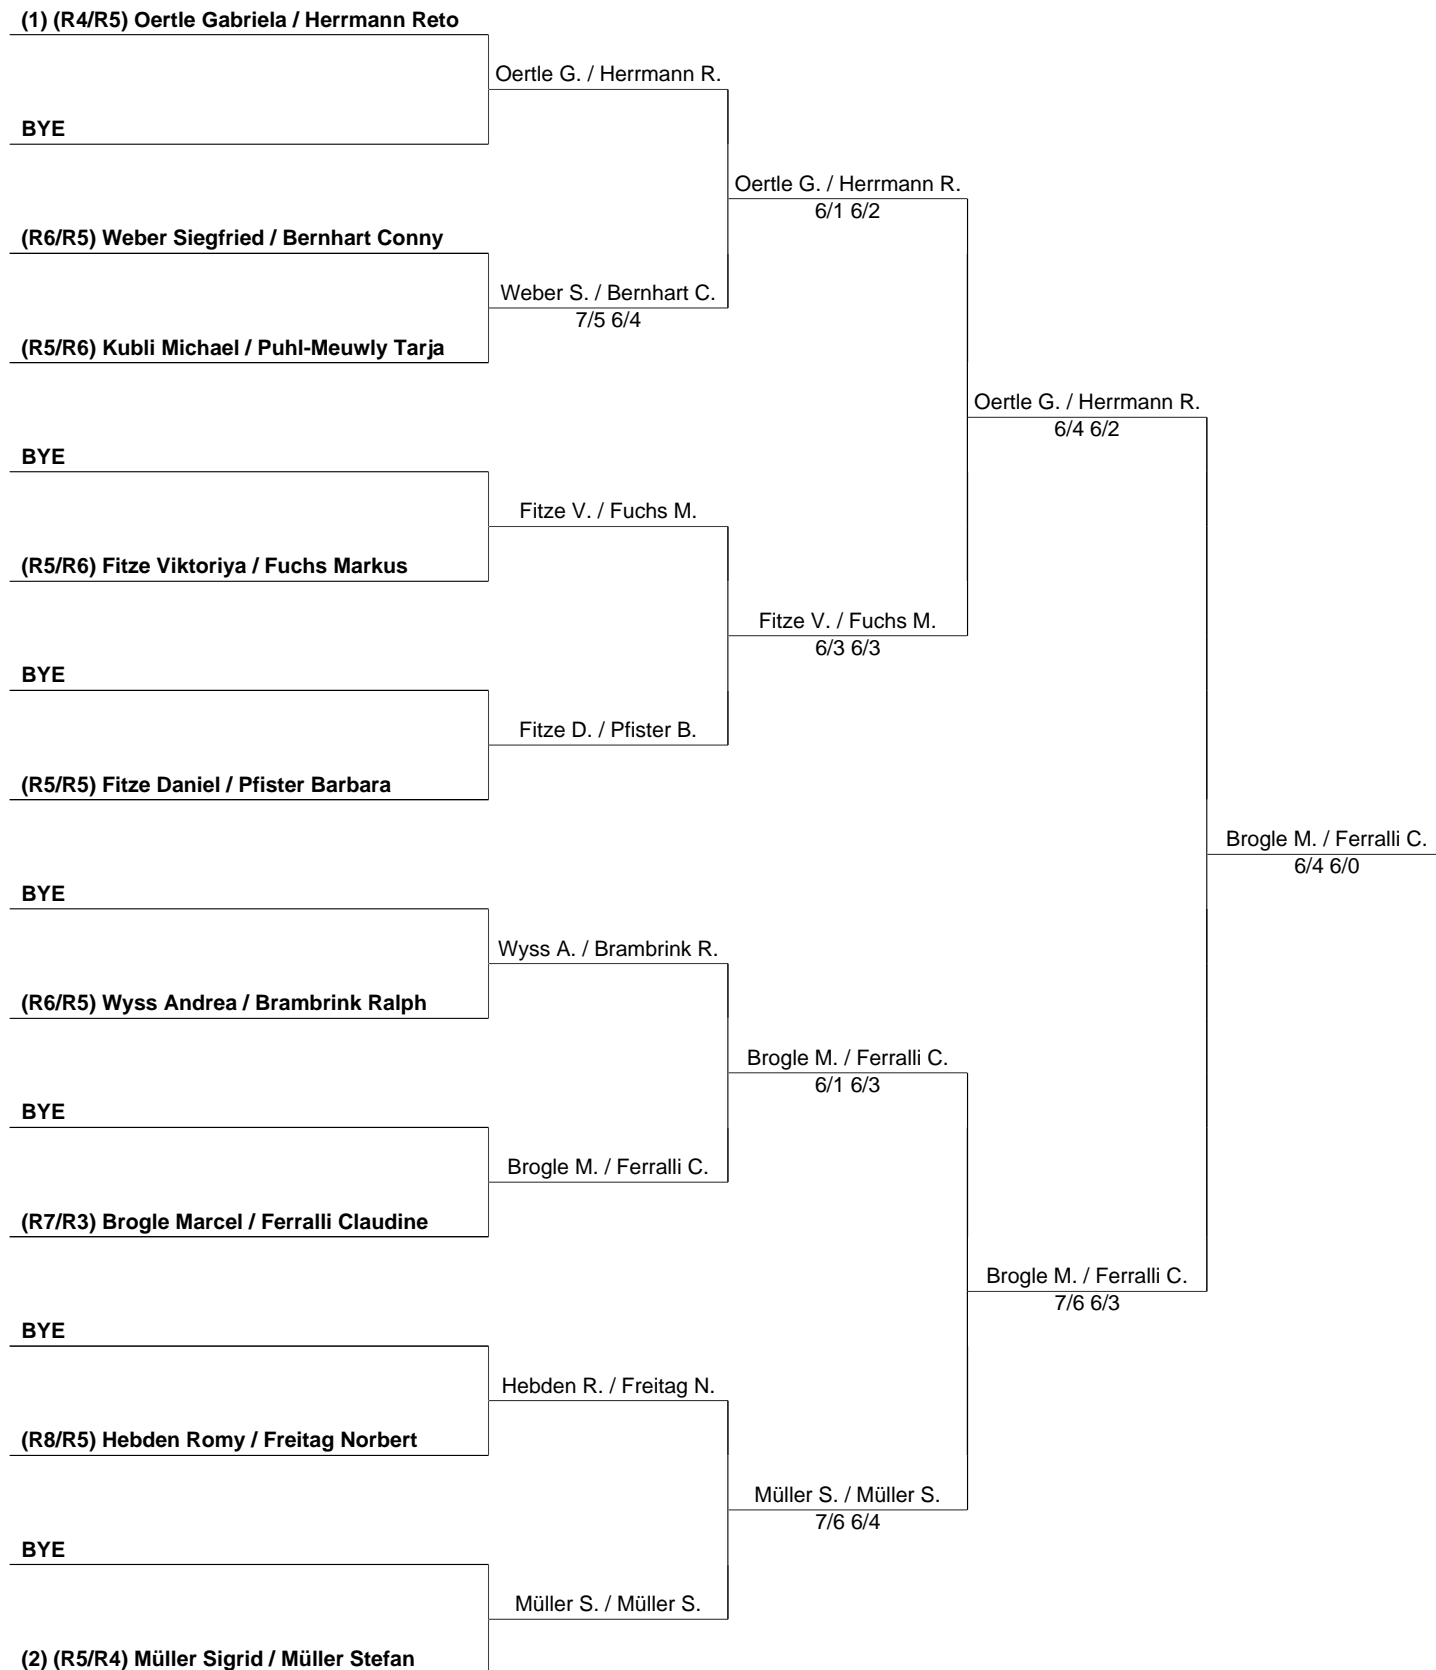 (1) (R4/R5) Oertle Gabriela / Herrmann Reto
Oertle G. / Herrmann R.
BYE
Oertle G. / Herrmann R.
6/1 6/2
(R6/R5) Weber Siegfried / Bernhart Conny
Weber S. / Bernhart C.
7/5 6/4
(R5/R6) Kubli Michael / Puhl-Meuwly Tarja
Oertle G. / Herrmann R.
6/4 6/2
BYE
Fitze V. / Fuchs M.
(R5/R6) Fitze Viktoriya / Fuchs Markus
Fitze V. / Fuchs M.
6/3 6/3
BYE
Fitze D. / Pfister B.
(R5/R5) Fitze Daniel / Pfister Barbara
Brogle M. / Ferralli C.
6/4 6/0
BYE
Wyss A. / Brambrink R.
(R6/R5) Wyss Andrea / Brambrink Ralph
Brogle M. / Ferralli C.
6/1 6/3
BYE
Brogle M. / Ferralli C.
(R7/R3) Brogle Marcel / Ferralli Claudine
Brogle M. / Ferralli C.
7/6 6/3
BYE
Hebden R. / Freitag N.
(R8/R5) Hebden Romy / Freitag Norbert
Müller S. / Müller S.
7/6 6/4
BYE
Müller S. / Müller S.
(2) (R5/R4) Müller Sigrid / Müller Stefan